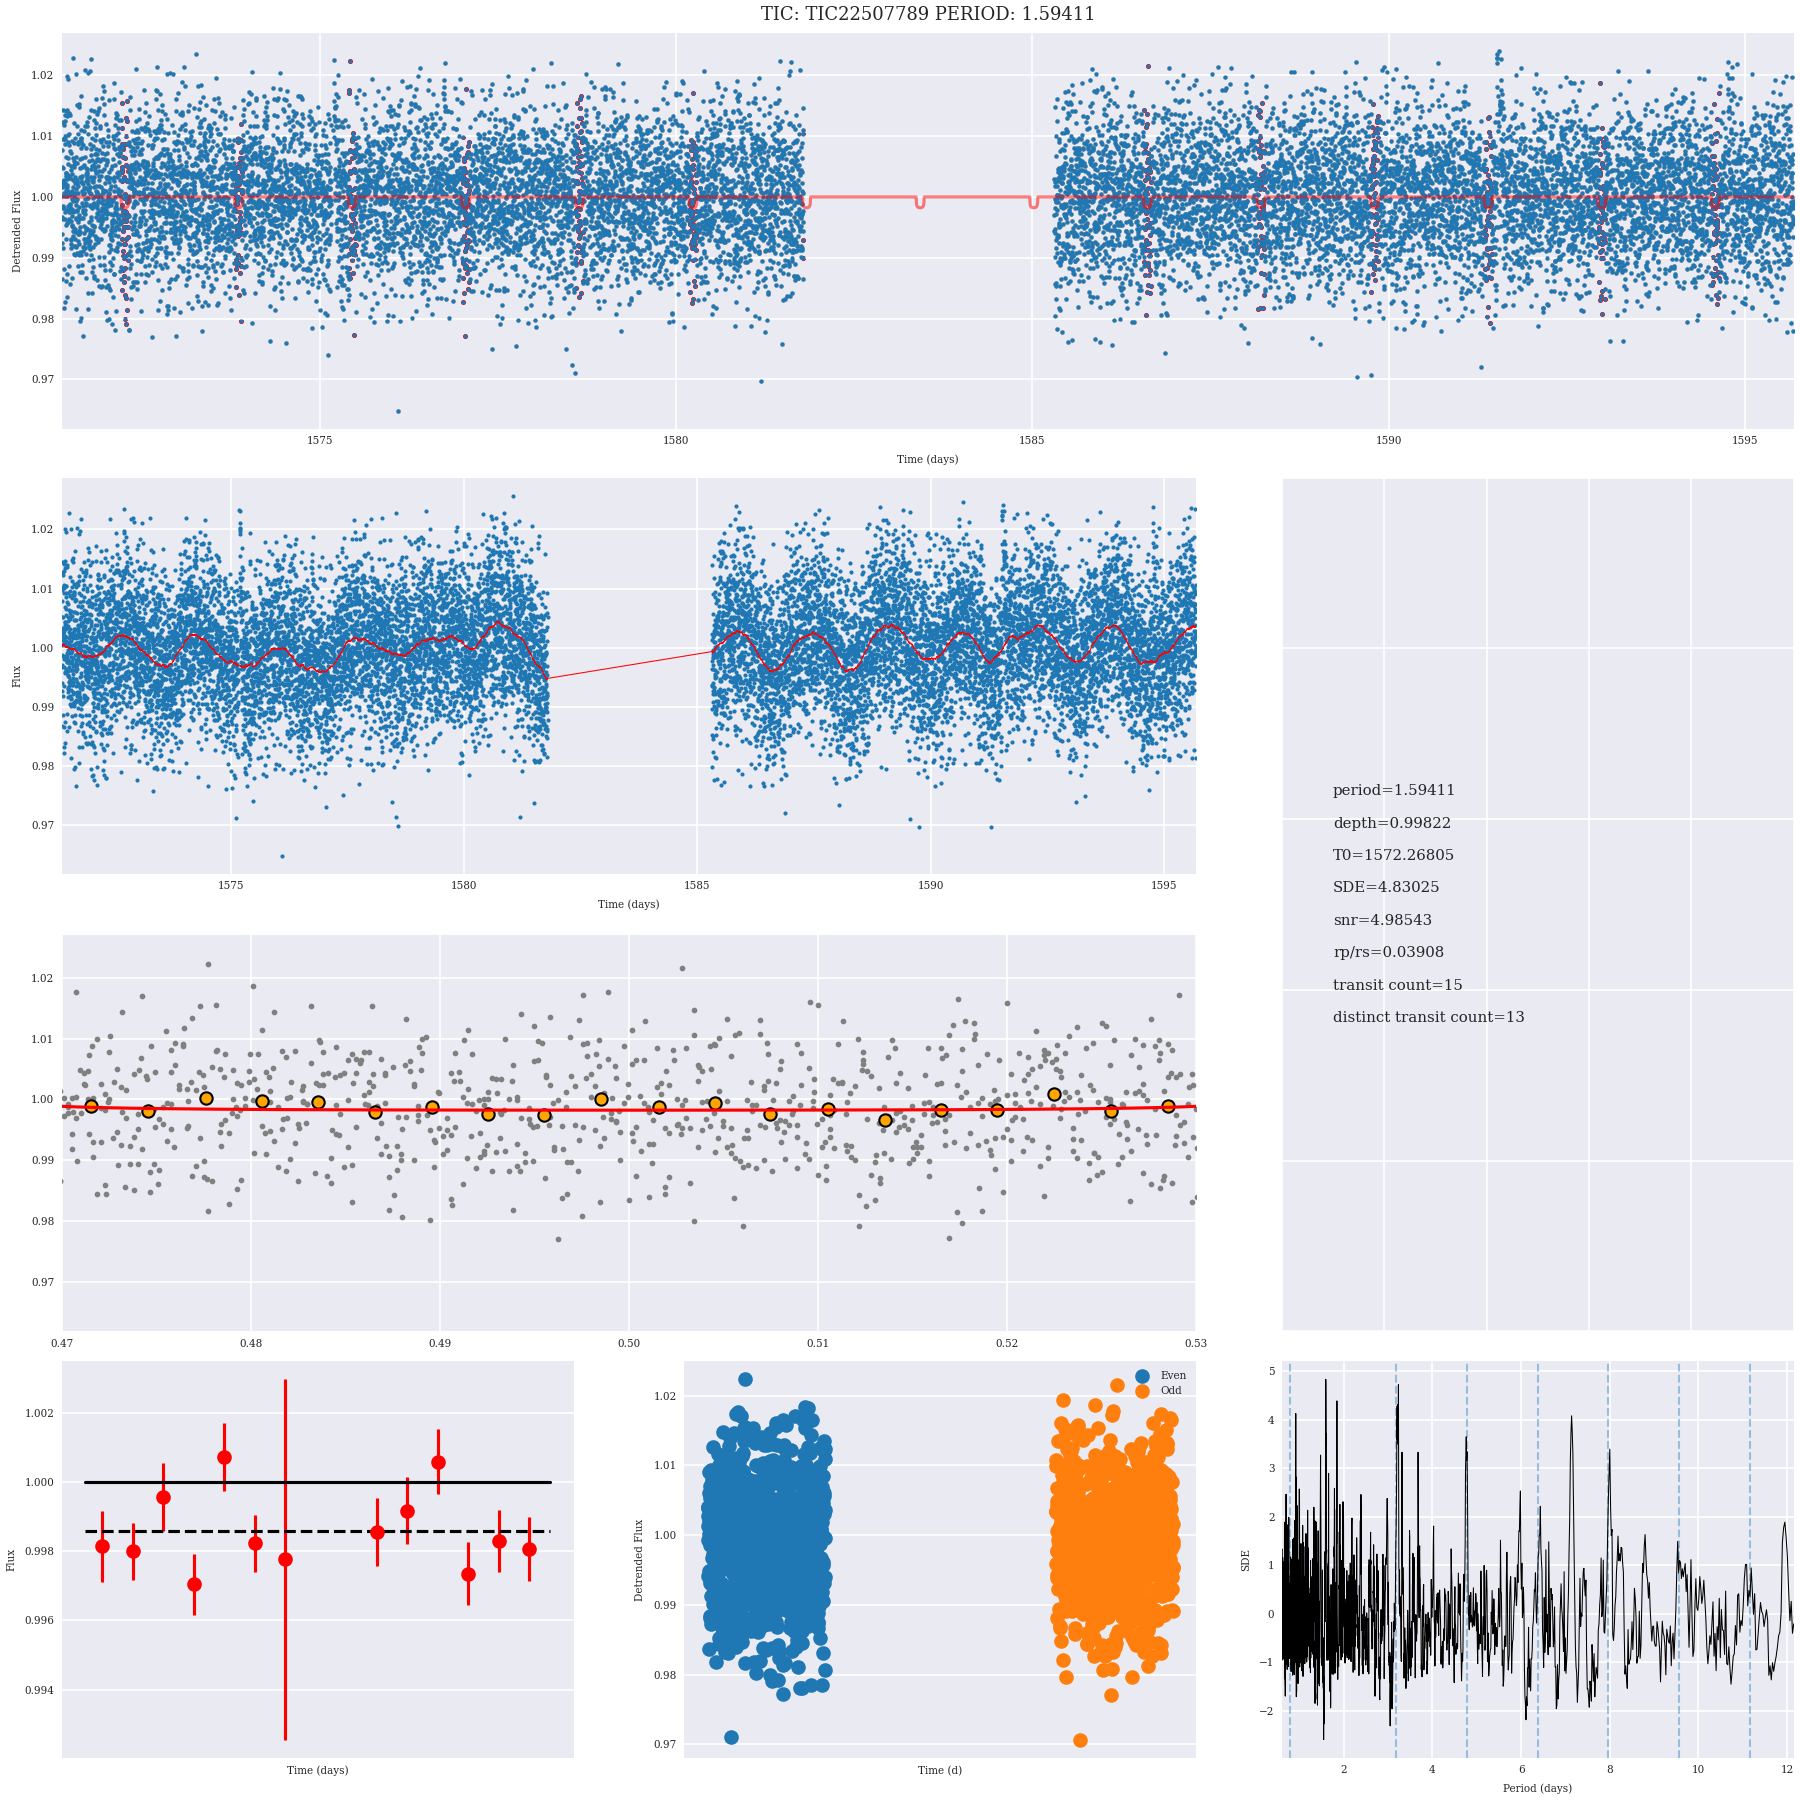 TIC: TIC22507789 PERIOD: 1.59411
1.02
1.01
1.00
0.99
0.98
0.97
Detrended Flux
1575
1580
1585
1590
1595
Time (days)
1.02
1.01
1.00
0.99
0.98
0.97
Flux
1575
1580
1585
1590
1595
Time (days)
period=1.59411
depth=0.99822
T0=1572.26805
SDE=4.83025
snr=4.98543
rp/rs=0.03908
transit count=15
distinct transit count=13
1.02
1.01
1.00
0.99
0.98
0.97
0.47
0.48
0.49
0.50
0.51
0.52
0.53
1.002
1.000
0.998
0.996
0.994
Flux
Time (days)
1.02
1.01
1.00
0.99
0.98
0.97
Detrended Flux
Even
Odd
Time (d)
5
4
3
2
1
0
−1
−2
SDE
2
4
6
8
10
12
Period (days)